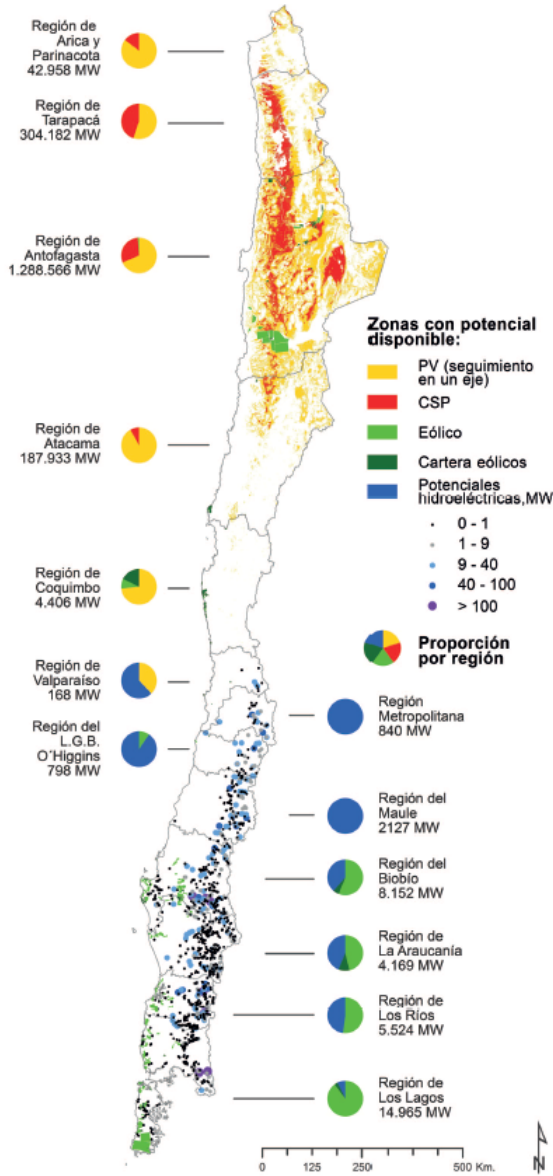 Región de
Arica y
Parinacota
42.958 MW
Región de
Tarapacá
304.182 MW
Región de
Antofagasta
1.288.566 MW
Región de
Atacama
187.933 MW
Región de
Coquimbo
4.406 MW
Región de
Valparaíso
168 MW
Región del
L.G.B.
O´Higgins
798 MW
Zonas con potencial
disponible:
PV (seguimiento
en un eje)
CSP
Eólico
Cartera eólicos
Potenciales
hidroeléctricas,MW
0 - 1
1 - 9
9 - 40
40 - 100
> 100
Proporción
por región
Región
Metropolitana
840 MW
Región del
Maule
2127 MW
Región del
Biobío
8.152 MW
Región de
La Araucanía
4.169 MW
Región de
Los Ríos
5.524 MW
Región de
Los Lagos
14.965 MW
0 125 250 500 Km.
N